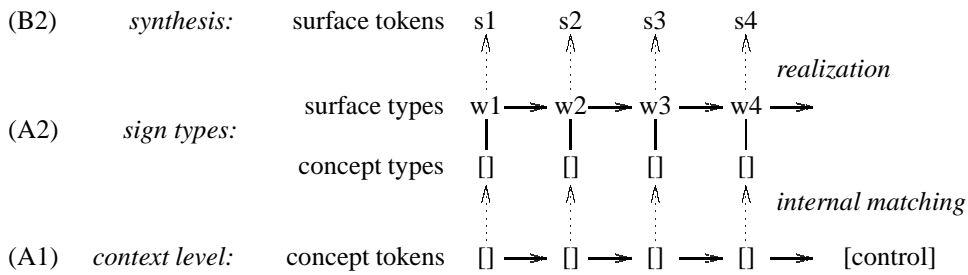 (B2) synthesis: surface tokens s1 s2 s3 s4
realization
surface types w1 w2 w3 w4
(A2) sign types:
concept types [] [] [] []
internal matching
(A1) context level: concept tokens [] [] [] [] [control]